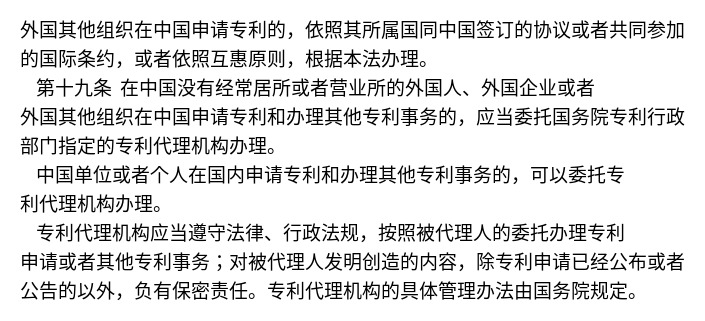 外国其他组织在中国申请专利的，依照其所属国同中国签订的协议或者共同参加
的国际条约，或者依照互惠原则，根据本法办理。
第十九条 在中国没有经常居所或者营业所的外国人、外国企业或者
外国其他组织在中国申请专利和办理其他专利事务的，应当委托国务院专利行政
部门指定的专利代理机构办理。
中国单位或者个人在国内申请专利和办理其他专利事务的，可以委托专
利代理机构办理。
专利代理机构应当遵守法律、行政法规，按照被代理人的委托办理专利
申请或者其他专利事务；对被代理人发明创造的内容，除专利申请已经公布或者
公告的以外，负有保密责任。专利代理机构的具体管理办法由国务院规定。